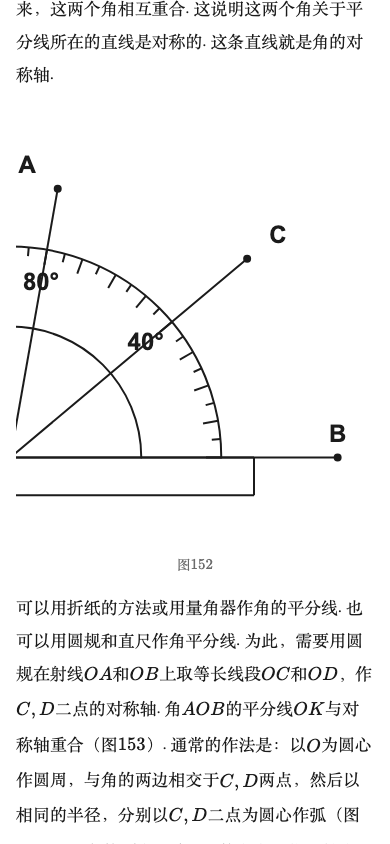 来，这两个角相互重合. 这说明这两个角关于平
分线所在的直线是对称的. 这条直线就是角的对
称轴.
A
C
80°
40°
B
图152
可以用折纸的方法或用量角器作角的平分线. 也
可以用圆规和直尺作角平分线. 为此，需要用圆
规在射线OA和OB上取等长线段OC和OD，作
C, D二点的对称轴. 角AOB的平分线OK与对
称轴重合（图153）. 通常的作法是：以O为圆心
作圆周，与角的两边相交于C, D两点，然后以
相同的半径，分别以C, D二点为圆心作弧（图